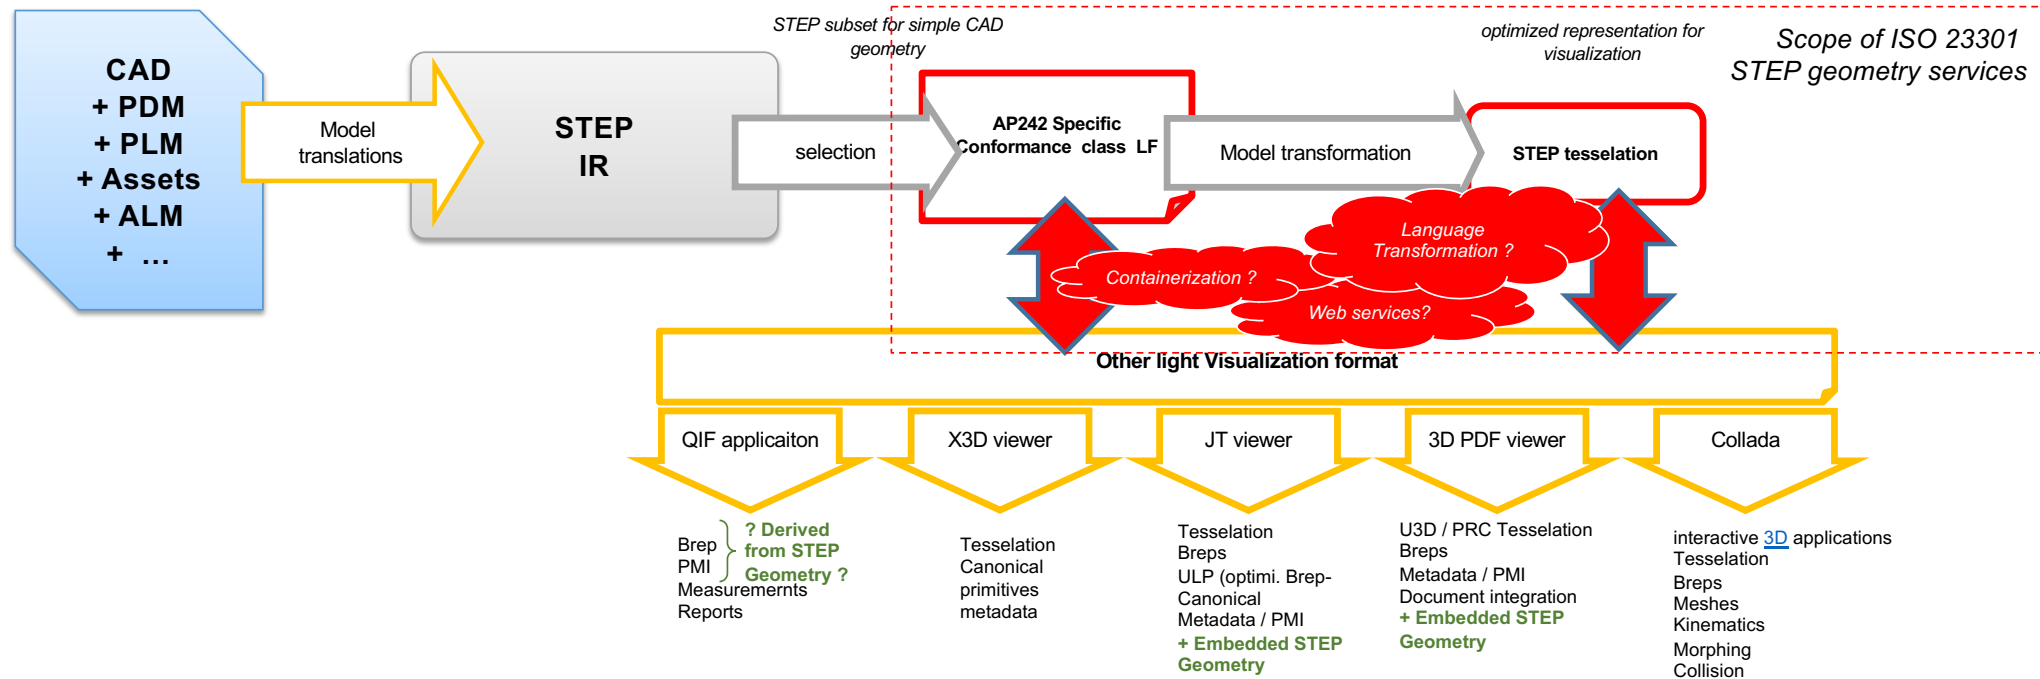 CAD
+ PDM
+ PLM
+ Assets
+ ALM
+ …
Model
translations
STEP
IR
selection
STEP subset for simple CAD
geometry
AP242 Specific
Conformance class LF
Model transformation
optimized representation for
visualization
STEP tesselation
Scope of ISO 23301
STEP geometry services
Language
Transformation ?
Containerization ?
Web services?
Other light Visualization format
QIF applicaiton
X3D viewer
JT viewer
3D PDF viewer
Collada
Brep
PMI
Measurememts
Reports
? Derived
from STEP
Geometry ?
Tesselation
Canonical
primitives
metadata
Tesselation
Breps
ULP (optimi. Brep-
Canonical
Metadata / PMI
+ Embedded STEP
Geometry
U3D / PRC Tesselation
Breps
Metadata / PMI
Document integration
+ Embedded STEP
Geometry
interactive 3D applications
Tesselation
Breps
Meshes
Kinematics
Morphing
Collision